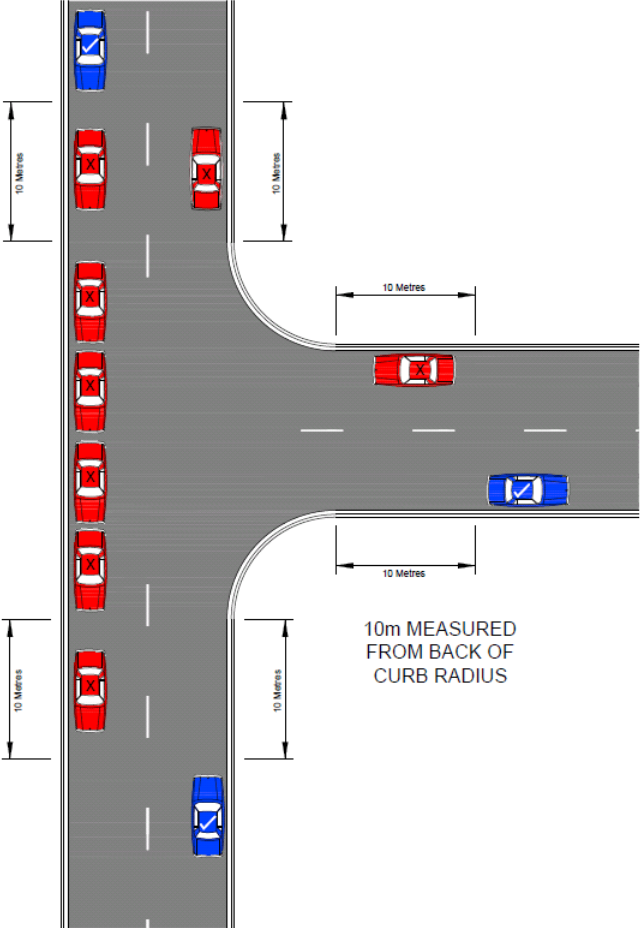 10 Metres
10 Metres
X
X
X
10 Metres
X
X
X
X
X
10 Metres
10m MEASURED
FROM BACK OF
CURB RADIUS
10 Metres
10 Metres
X